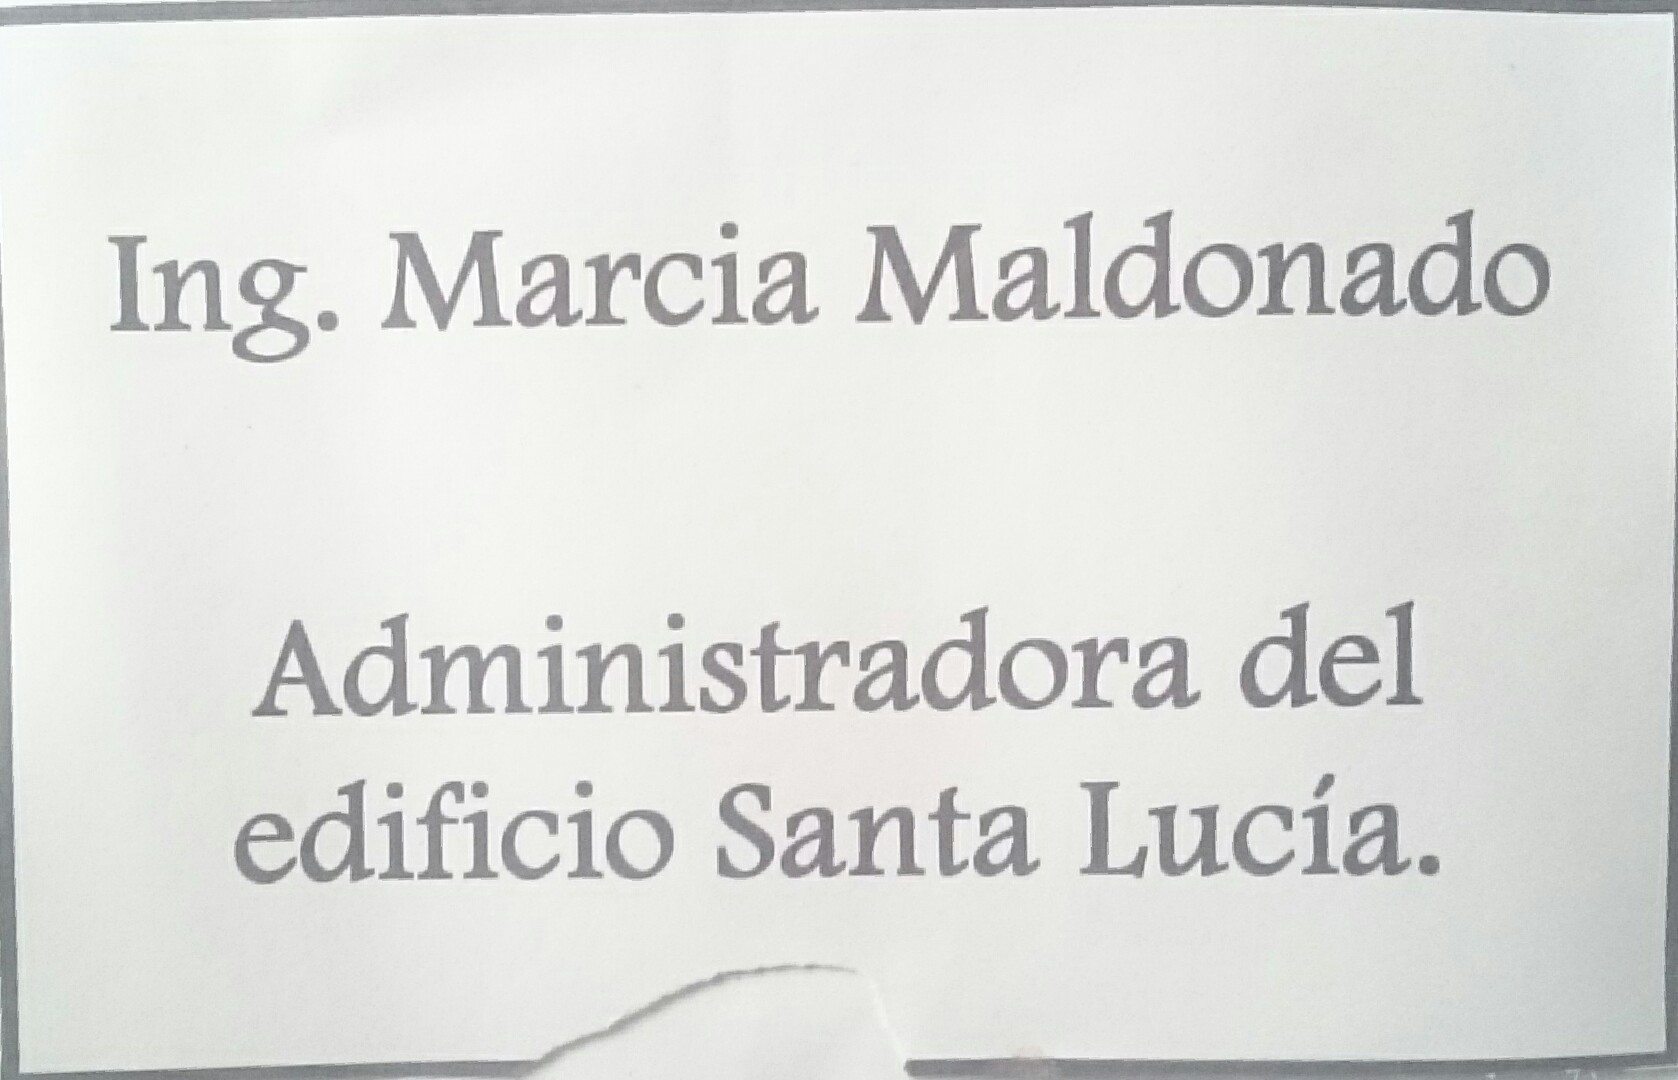 Ing. Marcia Maldonado
Administradora del
edificio Santa Lucía.